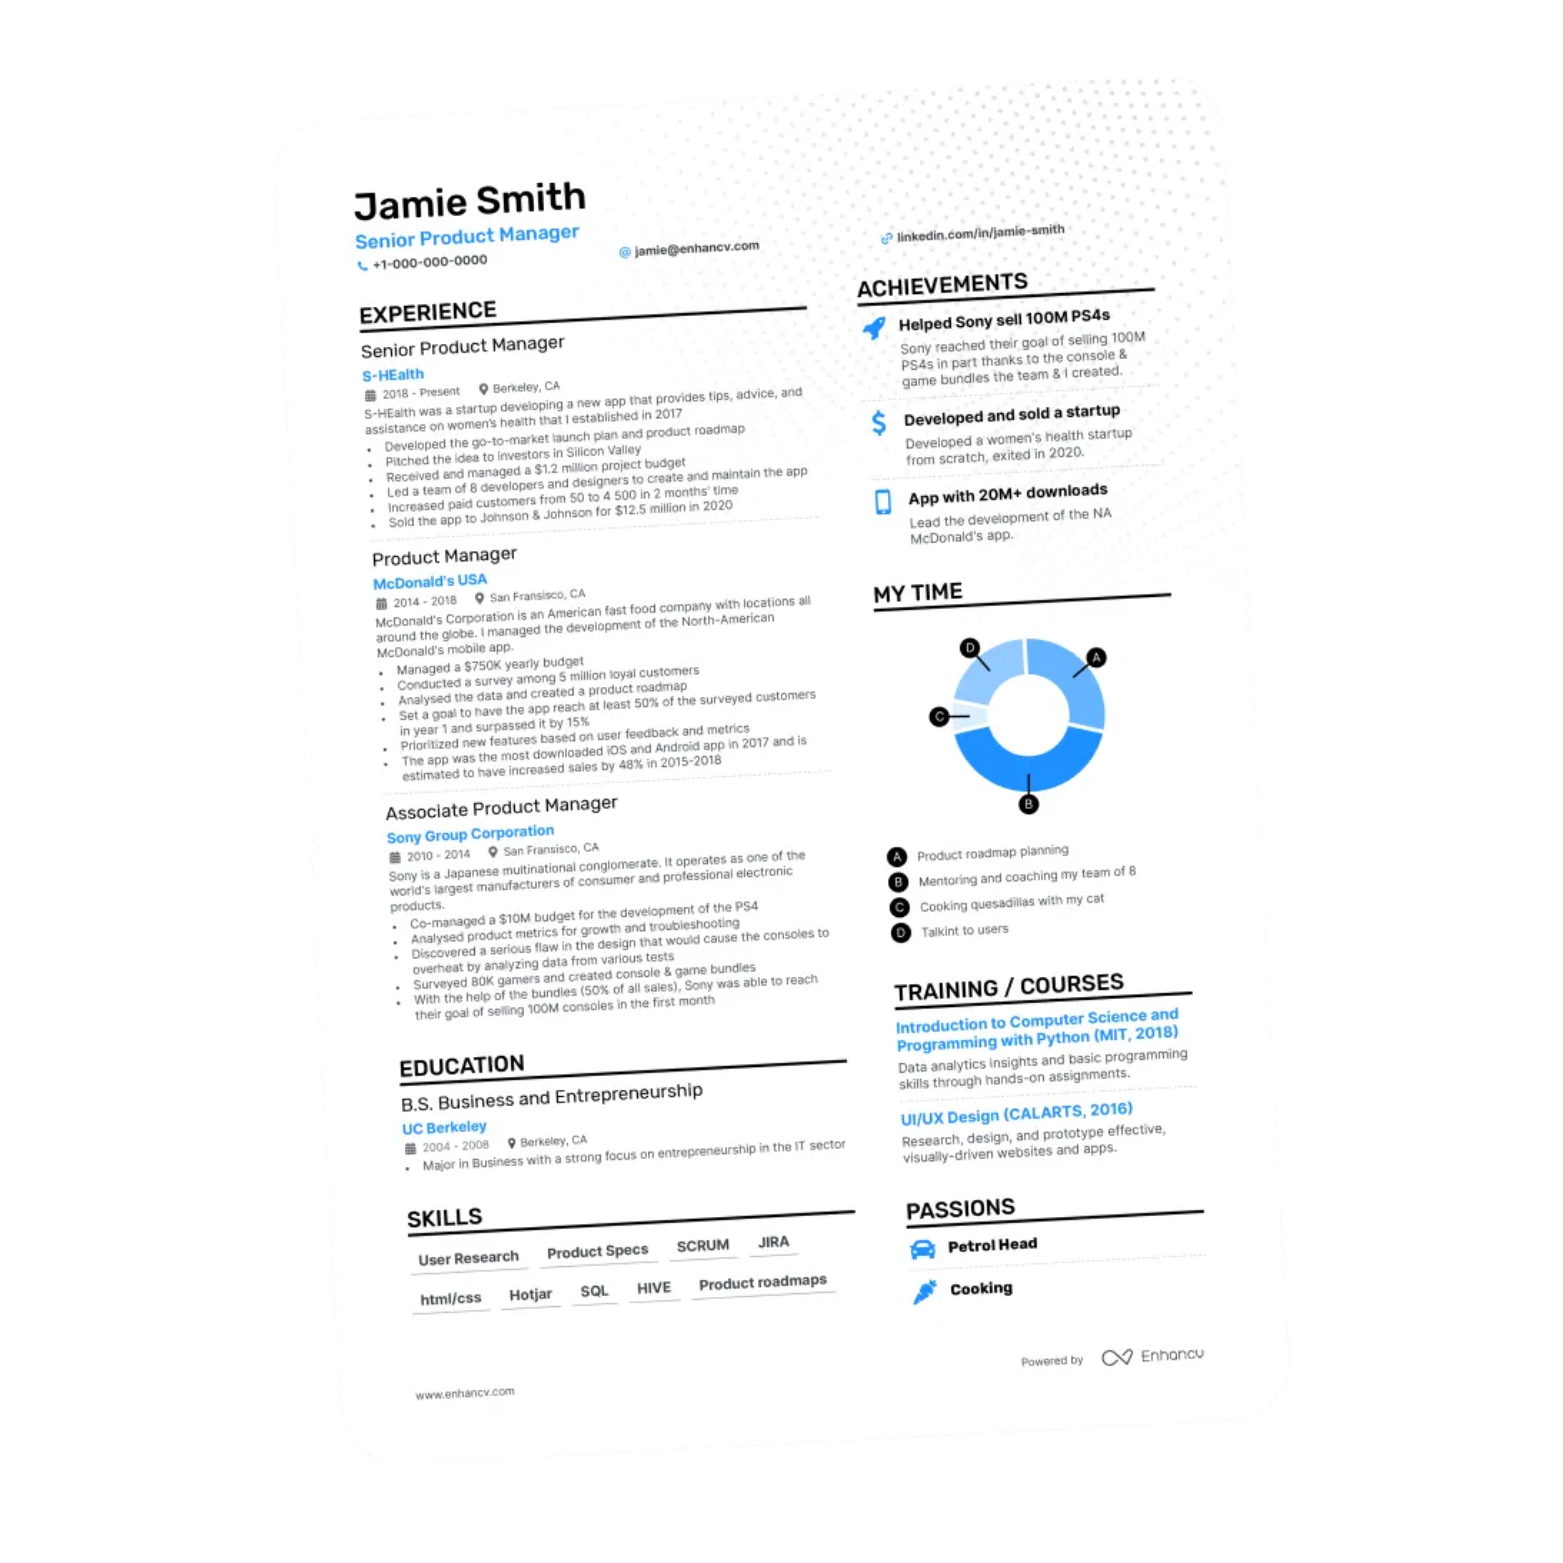 Jamie Smith
Senior Product Manager
+1-000-000-0000
@ jamie@enhancv.com
linkedin.com/in/jamie-smith
EXPERIENCE
Senior Product Manager
S-HEalth
2018 - Present Berkeley, CA
S-HEalth was a startup developing a new app that provides tips, advice, and
assistance on women's health that I established in 2017
• Developed the go-to-market launch plan and product roadmap
• Pitched the idea to investors in Silicon Valley
• Received and managed a $1.2 million project budget
• Led a team of 8 developers and designers to create and maintain the app
• Increased paid customers from 50 to 4 500 in 2 months' time
• Sold the app to Johnson & Johnson for $12.5 million in 2020
Product Manager
McDonald's USA
2014 - 2018 San Fransisco, CA
McDonald's Corporation is an American fast food company with locations all
around the globe. I managed the development of the North-American
McDonald's mobile app.
• Managed a $750K yearly budget
• Conducted a survey among 5 million loyal customers
• Analysed the data and created a product roadmap
• Set a goal to have the app reach at least 50% of the surveyed customers
in year 1 and surpassed it by 15%
• Prioritized new features based on user feedback and metrics
• The app was the most downloaded iOS and Android app in 2017 and is
estimated to have increased sales by 48% in 2015-2018
Associate Product Manager
Sony Group Corporation
2010 - 2014 San Fransisco, CA
Sony is a Japanese multinational conglomerate. It operates as one of the
world's largest manufacturers of consumer and professional electronic
products.
• Co-managed a $10M budget for the development of the PS4
• Analysed product metrics for growth and troubleshooting
• Discovered a serious flaw in the design that would cause the consoles to
overheat by analyzing data from various tests
• Surveyed 80K gamers and created console & game bundles
• With the help of the bundles (50% of all sales), Sony was able to reach
their goal of selling 100M consoles in the first month
EDUCATION
B.S. Business and Entrepreneurship
UC Berkeley
2004 - 2008 Berkeley, CA
• Major in Business with a strong focus on entrepreneurship in the IT sector
SKILLS
User Research Product Specs SCRUM JIRA
html/css Hotjar SQL HIVE Product roadmaps
www.enhancv.com
ACHIEVEMENTS
Helped Sony sell 100M PS4s
Sony reached their goal of selling 100M
PS4s in part thanks to the console &
game bundles the team & I created.
$ Developed and sold a startup
Developed a women's health startup
from scratch, exited in 2020.
App with 20M+ downloads
Lead the development of the NA
McDonald's app.
MY TIME
D
A
C
B
A Product roadmap planning
B Mentoring and coaching my team of 8
C Cooking quesadillas with my cat
D Talkint to users
TRAINING / COURSES
Introduction to Computer Science and
Programming with Python (MIT, 2018)
Data analytics insights and basic programming
skills through hands-on assignments.
UI/UX Design (CALARTS, 2016)
Research, design, and prototype effective,
visually-driven websites and apps.
PASSIONS
Petrol Head
Cooking
Powered by Enhancv